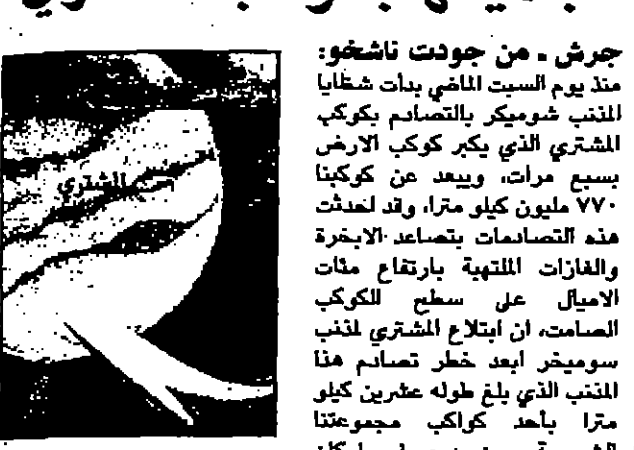 جرش ـ من جودت ناشخو:
منذ يوم السبت الماضي بدأت شظايا
المذنب شوميكر بالتصادم بكوكب
المشتري الذي يكبر كوكب الارض
بسبع مرات، ويبعد عن كوكبنا
٧٧٠ مليون كيلو مترا، وقد احدثت
هذه التصادمات بتصاعد الابخرة
والغازات الملتهبة بارتفاع مئات
الاميال على سطح الكوكب
الصامت، ان ابتلاع المشتري لمذنب
سوميخر ابعد خطر تصادم هذا
المذنب الذي بلغ طوله عشرين كيلو
مترا بأحد كواكب مجموعتنا
المشتري